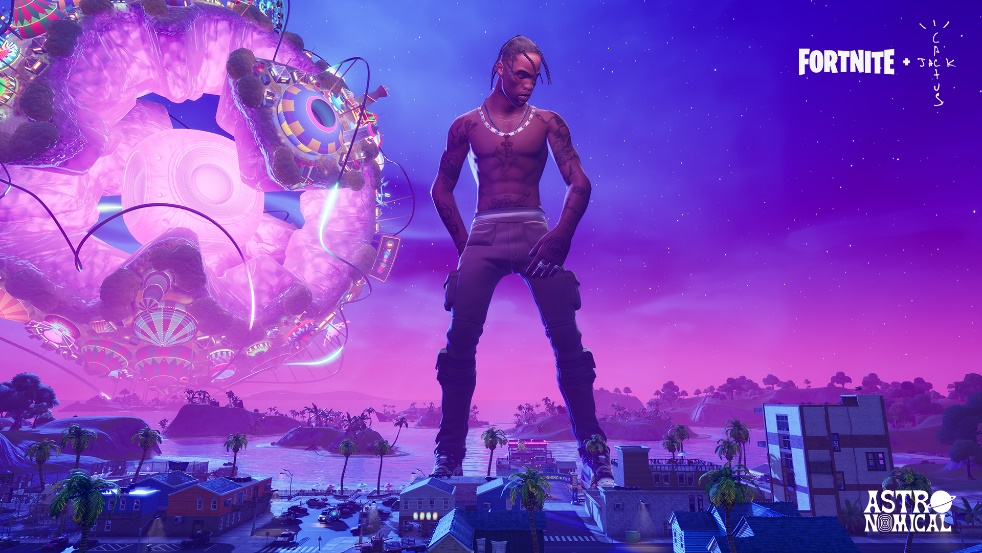 FORTNITE + CACTUS JACK
ASTRO
NOMICAL